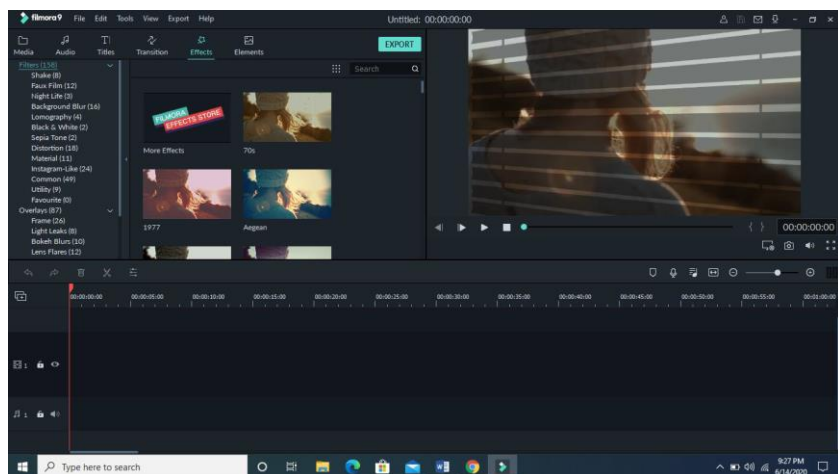 filmora9 File Edit Tools View Export Help Untitled: 00:00:00:00
Media Audio Titles Transition Effects Elements EXPORT
Filters (158)
Shake (8)
Faux Film (12)
Night Life (3)
Background Blur (16)
Lomography (4)
Black & White (2)
Sepia Tone (2)
Distortion (18)
Material (11)
Instagram-Like (24)
Common (49)
Utility (9)
Favourite (0)
Overlays (87)
Frame (26)
Light Leaks (8)
Bokeh Blurs (10)
Lens Flares (12)
Search
FILMORA
EFFECTS STORE
More Effects 70s
1977 Aegean
{ } 00:00:00:00
00:00:00:00 00:00:05:00 00:00:10:00 00:00:15:00 00:00:20:00 00:00:25:00 00:00:30:00 00:00:35:00 00:00:40:00 00:00:45:00 00:00:50:00 00:00:55:00 00:01:00:00
1
1
Type here to search
9:27 PM
6/14/2020